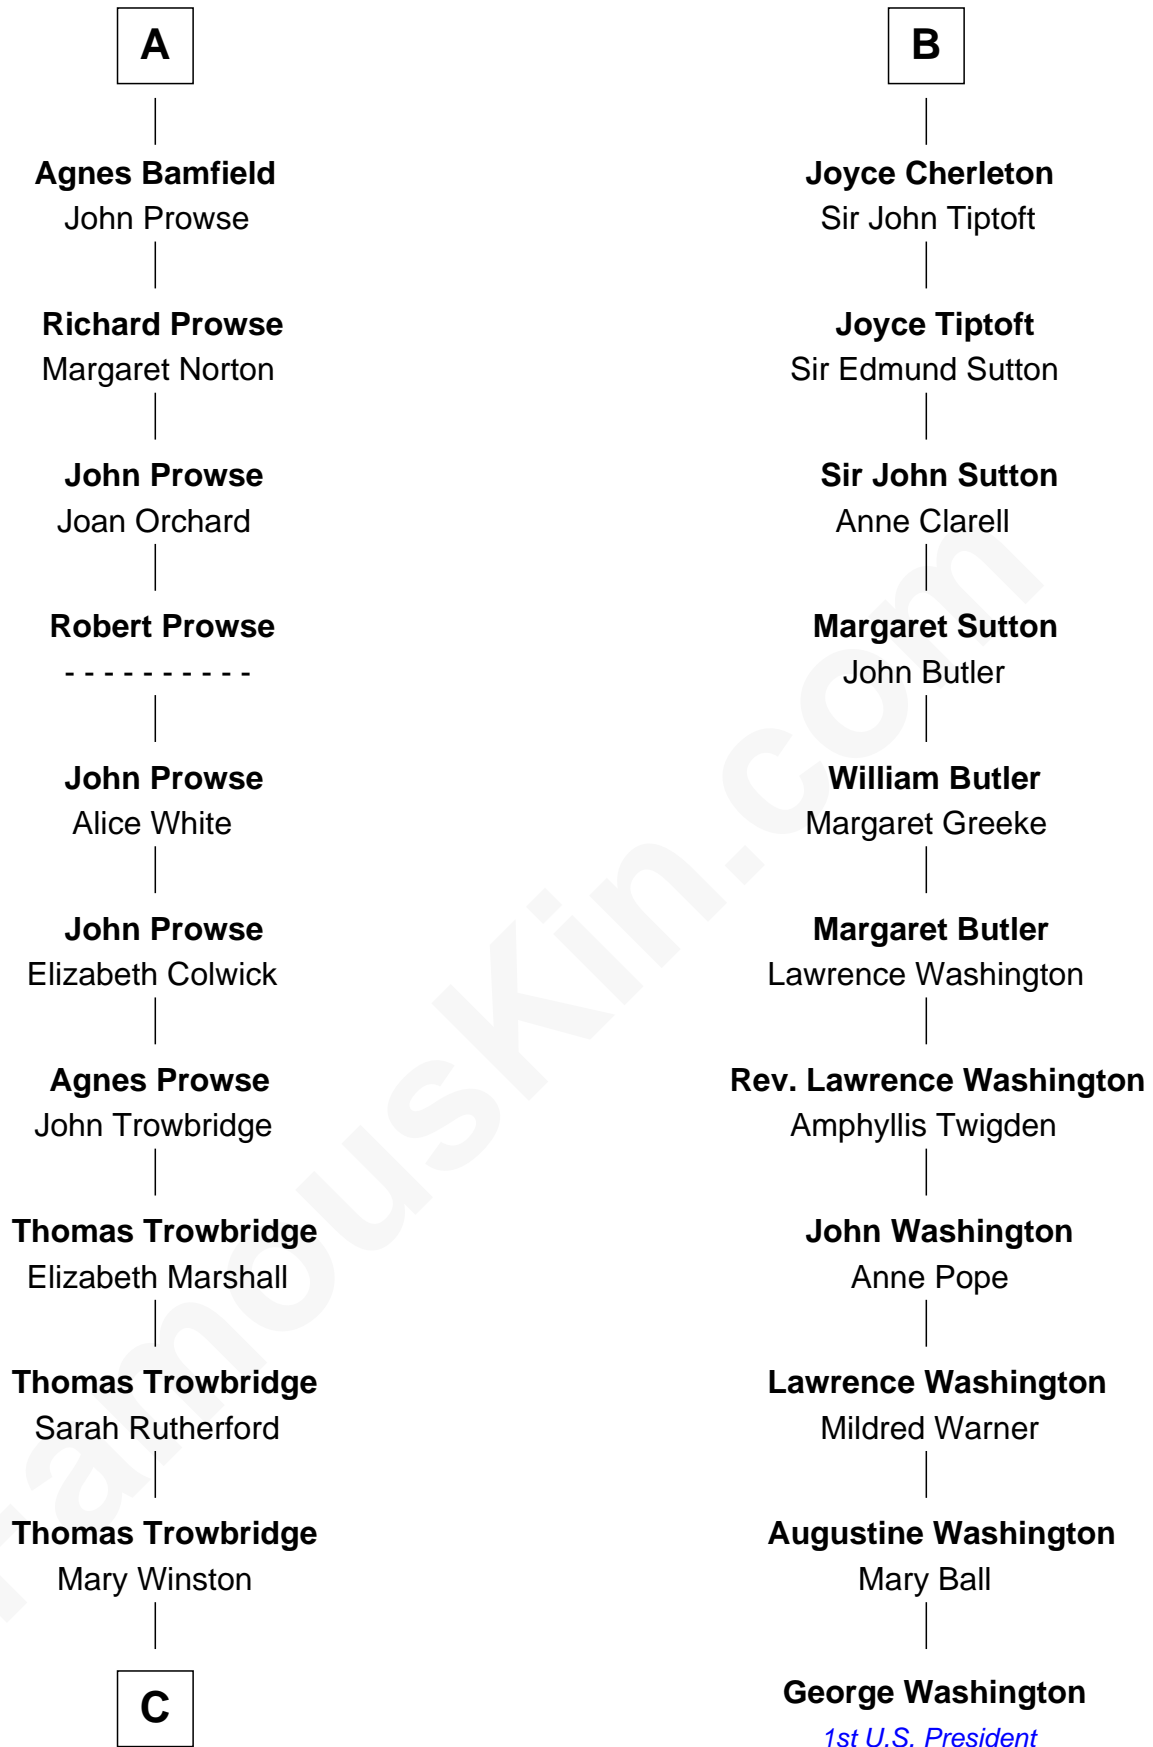 A
Agnes Bamfield
John Prowse
Richard Prowse
Margaret Norton
John Prowse
Joan Orchard
Robert Prowse
- - - - - - - - - -
John Prowse
Alice White
John Prowse
Elizabeth Colwick
Agnes Prowse
John Trowbridge
Thomas Trowbridge
Elizabeth Marshall
Thomas Trowbridge
Sarah Rutherford
Thomas Trowbridge
Mary Winston
C
B
Joyce Cherleton
Sir John Tiptoft
Joyce Tiptoft
Sir Edmund Sutton
Sir John Sutton
Anne Clarell
Margaret Sutton
John Butler
William Butler
Margaret Greeke
Margaret Butler
Lawrence Washington
Rev. Lawrence Washington
Amphyllis Twigden
John Washington
Anne Pope
Lawrence Washington
Mildred Warner
Augustine Washington
Mary Ball
George Washington
1st U.S. President
FamousKin.com